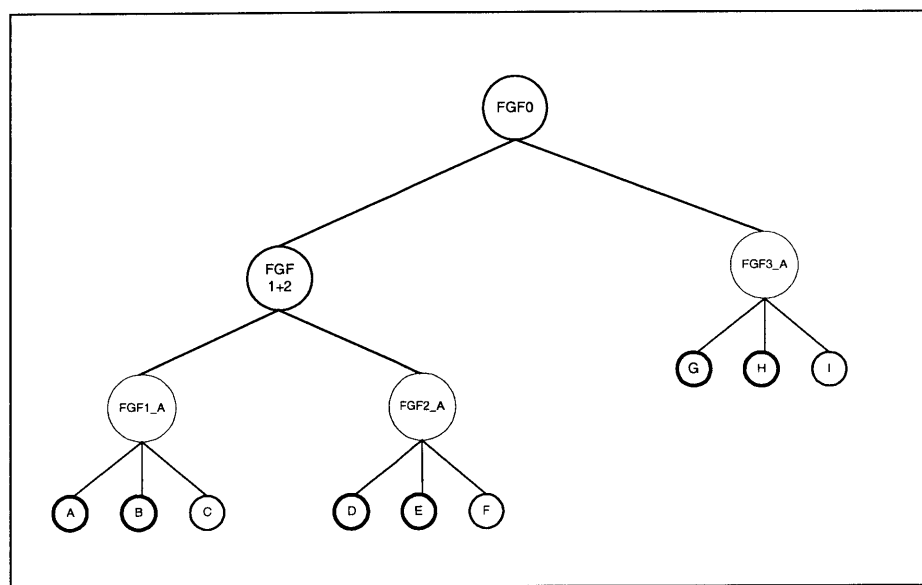 FGF0
FGF
1+2
FGF3_A
G H I
FGF1_A FGF2_A
A B C D E F